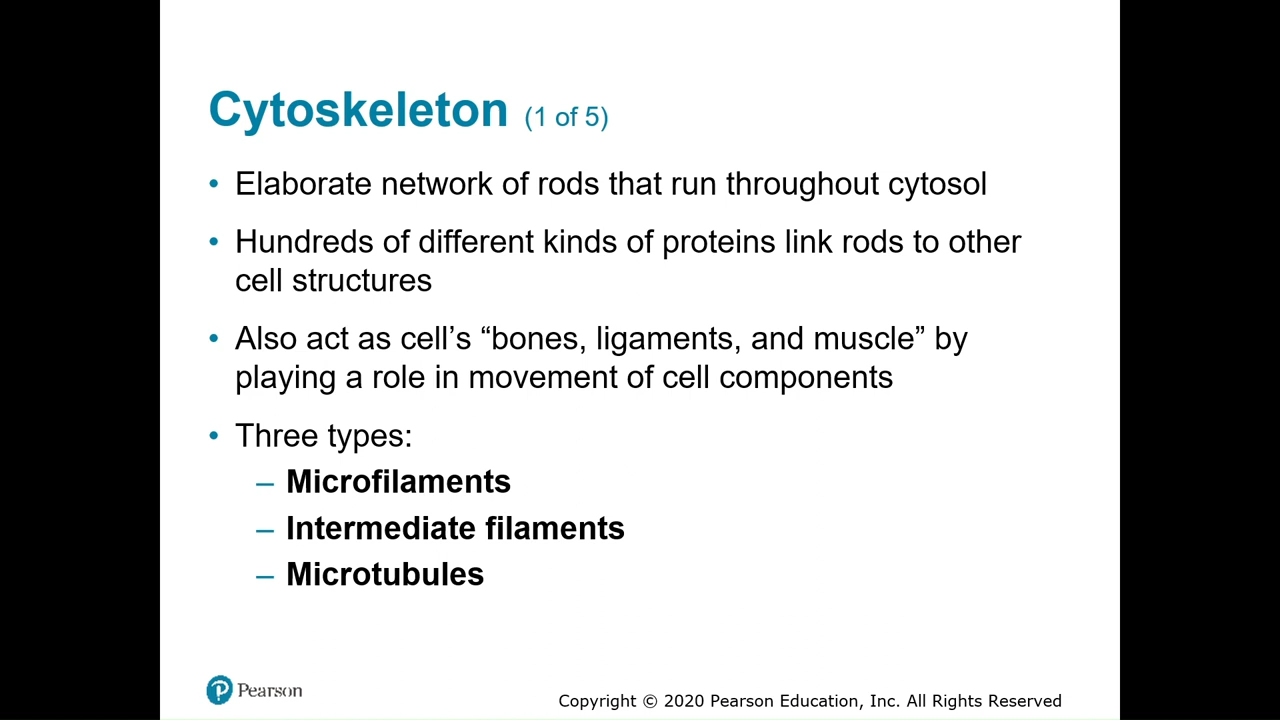 Cytoskeleton (1 of 5)
• Elaborate network of rods that run throughout cytosol
• Hundreds of different kinds of proteins link rods to other
cell structures
• Also act as cell’s “bones, ligaments, and muscle” by
playing a role in movement of cell components
• Three types:
– Microfilaments
– Intermediate filaments
– Microtubules
Pearson
Copyright © 2020 Pearson Education, Inc. All Rights Reserved